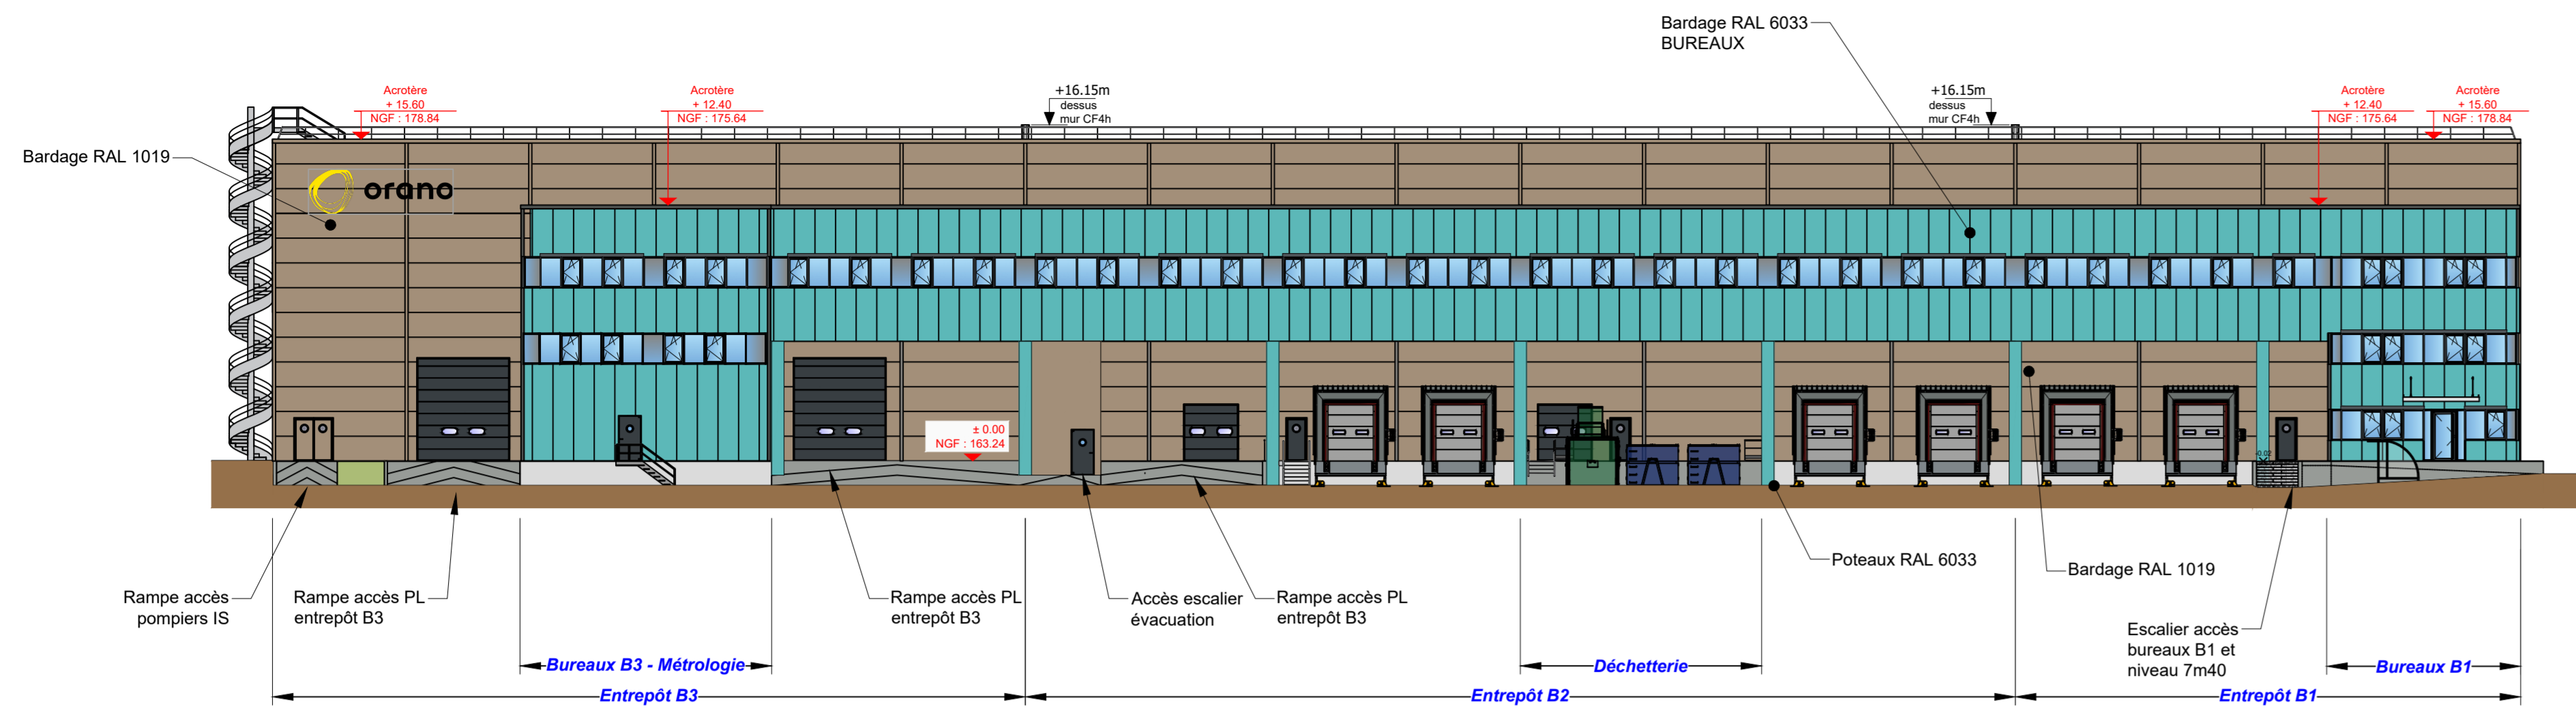 Bardage RAL 6033
BUREAUX
Acrotère
+ 15.60
NGF : 178.84
Acrotère
+ 12.40
NGF : 175.64
+16.15m
dessus
mur CF4h
+16.15m
dessus
mur CF4h
Acrotère
+ 12.40
NGF : 175.64
Acrotère
+ 15.60
NGF : 178.84
Bardage RAL 1019
orano
± 0.00
NGF : 163.24
-0.02
Poteaux RAL 6033
Bardage RAL 1019
Rampe accès
pompiers IS
Rampe accès PL
entrepôt B3
Rampe accès PL
entrepôt B3
Accès escalier
évacuation
Rampe accès PL
entrepôt B3
Escalier accès
bureaux B1 et
niveau 7m40
Bureaux B3 - Métrologie
Déchetterie
Bureaux B1
Entrepôt B3
Entrepôt B2
Entrepôt B1